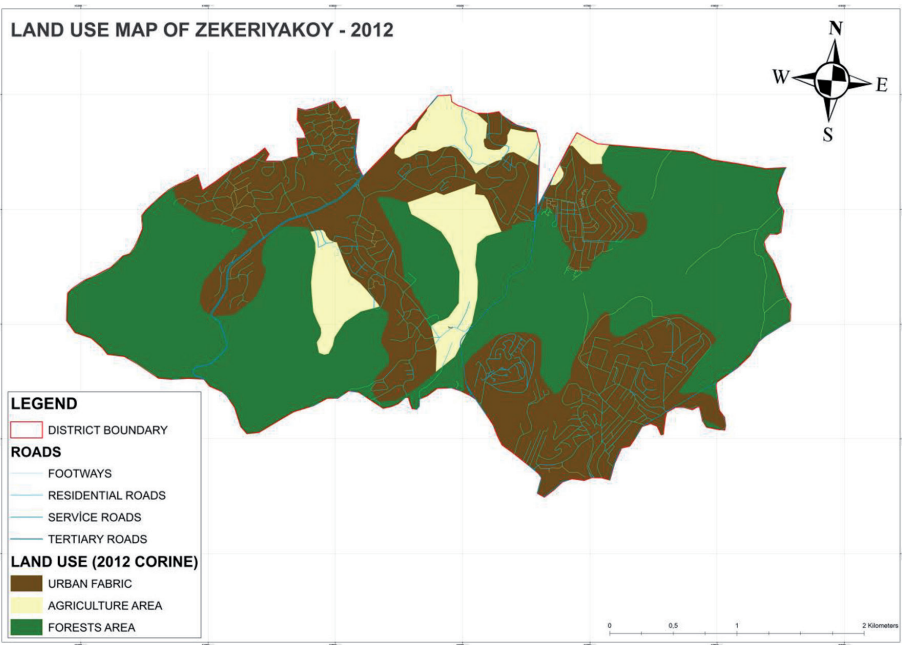 LAND USE MAP OF ZEKERIYAKOY - 2012
N
W
E
S
LEGEND
DISTRICT BOUNDARY
ROADS
FOOTWAYS
RESIDENTIAL ROADS
SERVİCE ROADS
TERTIARY ROADS
LAND USE (2012 CORINE)
URBAN FABRIC
AGRICULTURE AREA
FORESTS AREA
0 0,5 1 2 Kilometers